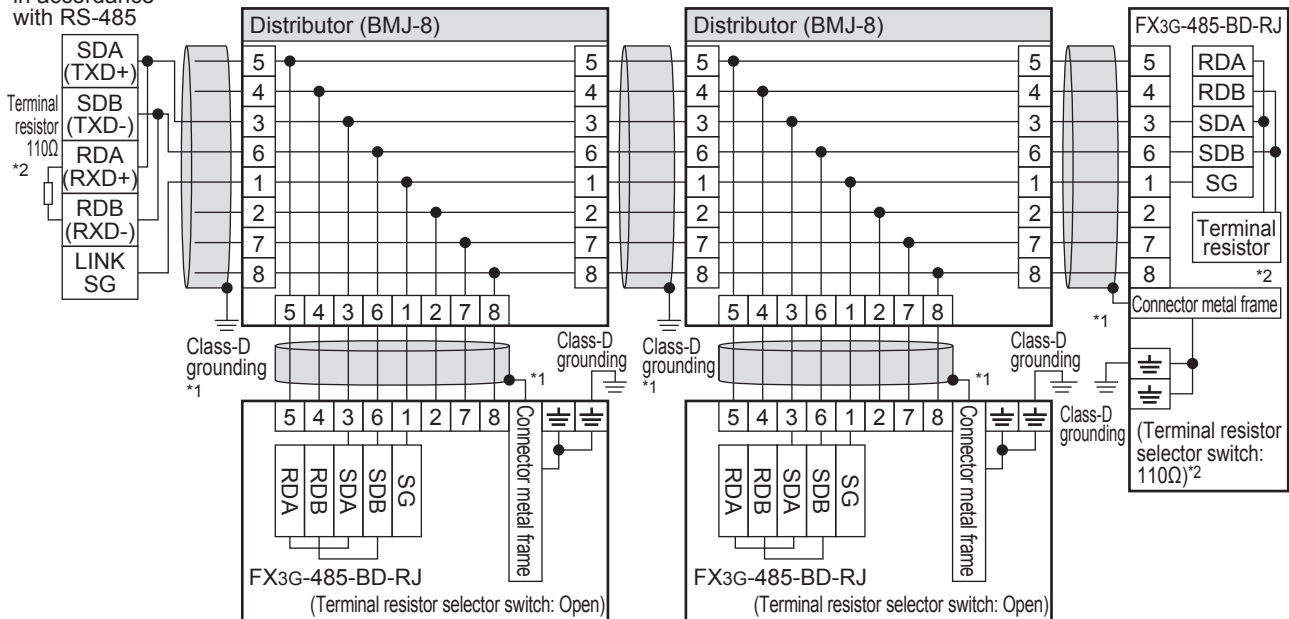 in accordance
with RS-485
SDA
(TXD+)
SDB
(TXD-)
RDA
(RXD+)
RDB
(RXD-)
LINK
SG
Terminal
resistor
110Ω
*2
Distributor (BMJ-8)
5 5
4 4
3 3
6 6
1 1
2 2
7 7
8 8
5 4 3 6 1 2 7 8
Class-D
grounding
*1
*1
Class-D
grounding
5 4 3 6 1 2 7 8
RDA
RDB
SDA
SDB
SG
Connector metal frame
FX3G-485-BD-RJ
(Terminal resistor selector switch: Open)
Distributor (BMJ-8)
5 5
4 4
3 3
6 6
1 1
2 2
7 7
8 8
5 4 3 6 1 2 7 8
Class-D
grounding
*1
*1
Class-D
grounding
5 4 3 6 1 2 7 8
RDA
RDB
SDA
SDB
SG
Connector metal frame
FX3G-485-BD-RJ
(Terminal resistor selector switch: Open)
FX3G-485-BD-RJ
5 RDA
4 RDB
3 SDA
6 SDB
1 SG
2
7
8
Terminal
resistor
*2
Connector metal frame
*1
Class-D
grounding
(Terminal resistor
selector switch:
110Ω)*2